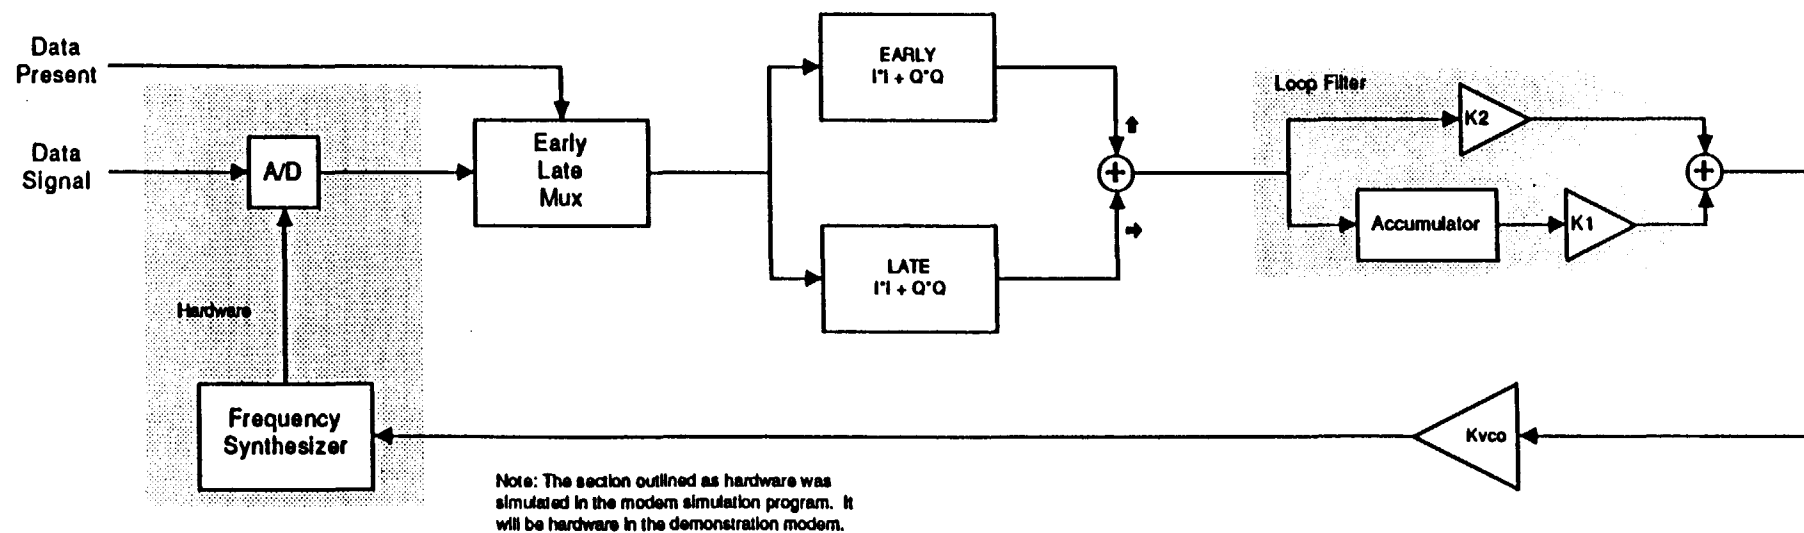 Data
Present
Data
Signal
A/D
Hardware
Frequency
Synthesizer
Early
Late
Mux
EARLY
I*I + Q*Q
LATE
I*I + Q*Q
+
Loop Filter
K2
Accumulator
K1
+
Kvco
Note: The section outlined as hardware was
simulated in the modem simulation program. It
will be hardware in the demonstration modem.